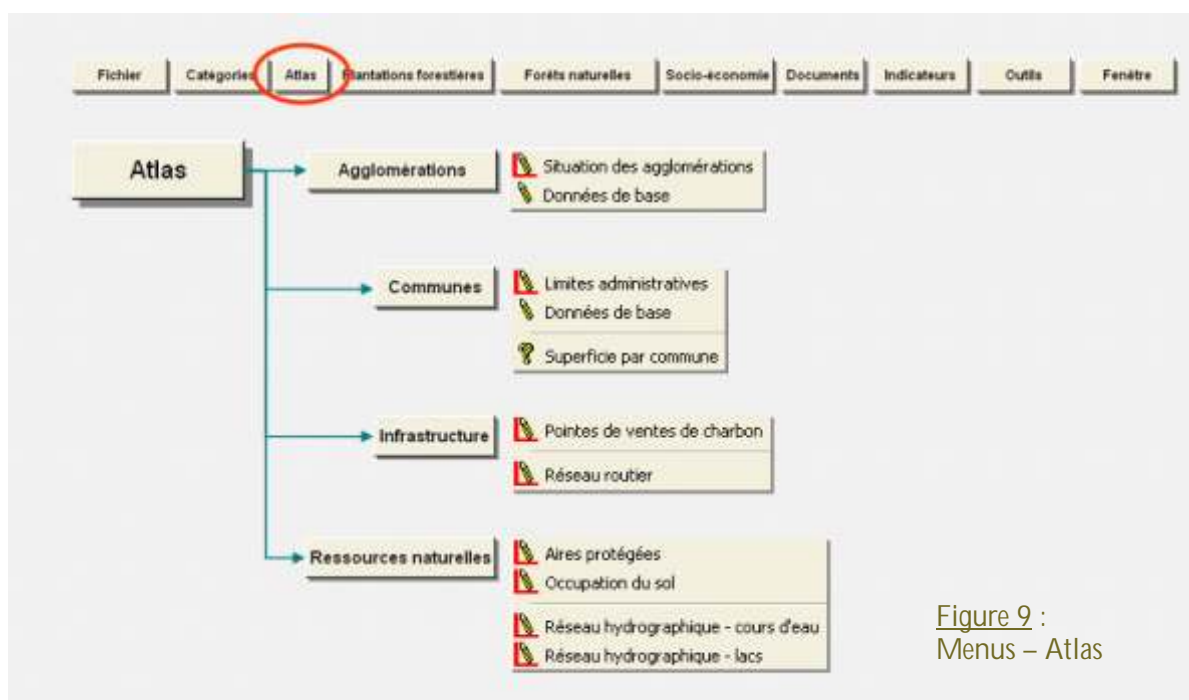 Fichier Catégories Atlas Plantations forestières Forêts naturelles Socio-économie Documents Indicateurs Outils Fenêtre
Atlas
Agglomérations
Situation des agglomérations
Données de base
Communes
Limites administratives
Données de base
Superficie par commune
Infrastructure
Pointes de ventes de charbon
Réseau routier
Ressources naturelles
Aires protégées
Occupation du sol
Réseau hydrographique - cours d'eau
Réseau hydrographique - lacs
Figure 9 :
Menus – Atlas